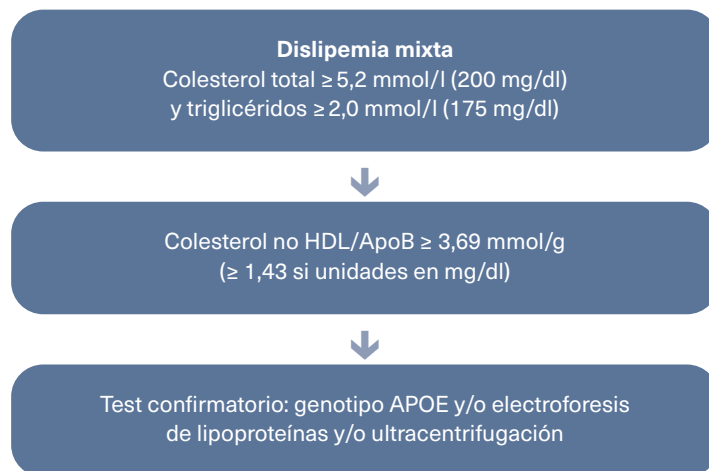 Dislipemia mixta
Colesterol total ≥ 5,2 mmol/l (200 mg/dl)
y triglicéridos ≥ 2,0 mmol/l (175 mg/dl)
Colesterol no HDL/ApoB ≥ 3,69 mmol/g
(≥ 1,43 si unidades en mg/dl)
Test confirmatorio: genotipo APOE y/o electroforesis
de lipoproteínas y/o ultracentrifugación